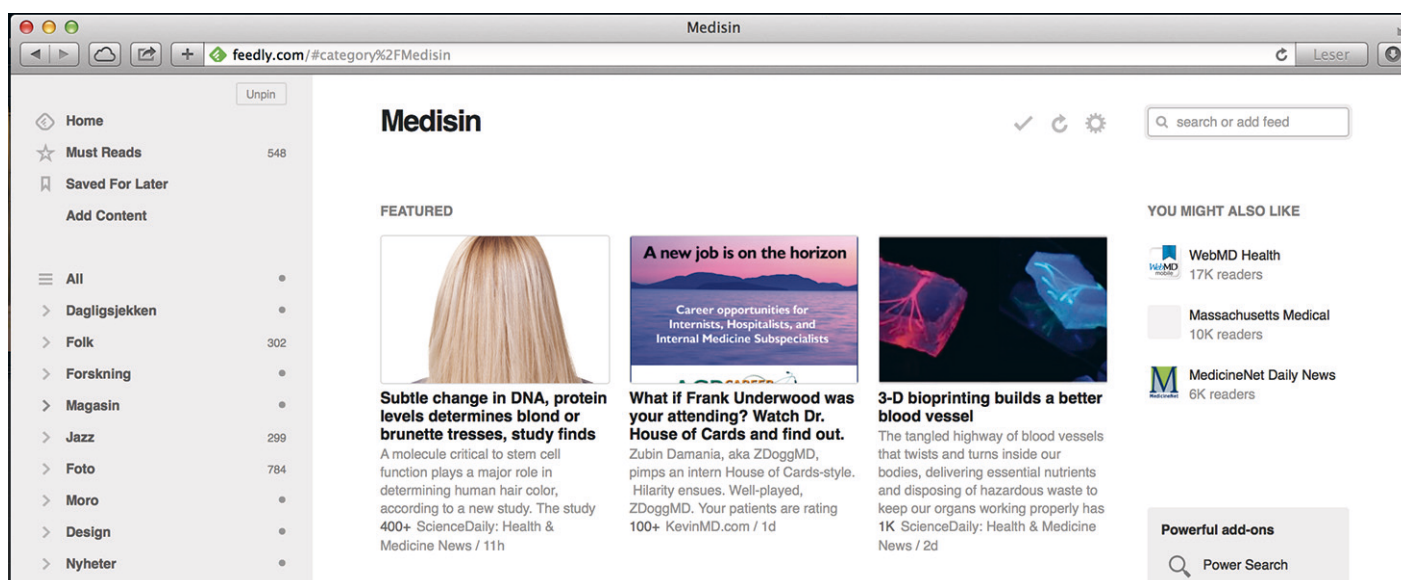 Medisin
feedly.com/#category%2FMedisin
Leser
Unpin
Home
Must Reads 548
Saved For Later
Add Content
All
Dagligsjekken
Folk 302
Forskning
Magasin
Jazz 299
Foto 784
Moro
Design
Nyheter
Medisin
search or add feed
FEATURED
A new job is on the horizon
Career opportunities for
Internists, Hospitalists, and
Internal Medicine Subspecialists
Subtle change in DNA, protein
levels determines blond or
brunette tresses, study finds
A molecule critical to stem cell
function plays a major role in
determining human hair color,
according to a new study. The study
400+ ScienceDaily: Health &
Medicine News / 11h
What if Frank Underwood was
your attending? Watch Dr.
House of Cards and find out.
Zubin Damania, aka ZDoggMD,
pimps an intern House of Cards-style.
Hilarity ensues. Well-played,
ZDoggMD. Your patients are rating
100+ KevinMD.com / 1d
3-D bioprinting builds a better
blood vessel
The tangled highway of blood vessels
that twists and turns inside our
bodies, delivering essential nutrients
and disposing of hazardous waste to
keep our organs working properly has
1K ScienceDaily: Health & Medicine
News / 2d
YOU MIGHT ALSO LIKE
WebMD
mobile
WebMD Health
17K readers
Massachusetts Medical
10K readers
MedicineNet
MedicineNet Daily News
6K readers
Powerful add-ons
Power Search